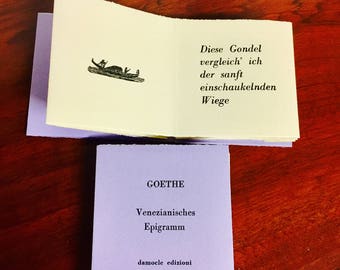 Diese Gondel
vergleich' ich
der sanft
einschaukelnden
Wiege
GOETHE
Venezianisches
Epigramm
damocle edizioni